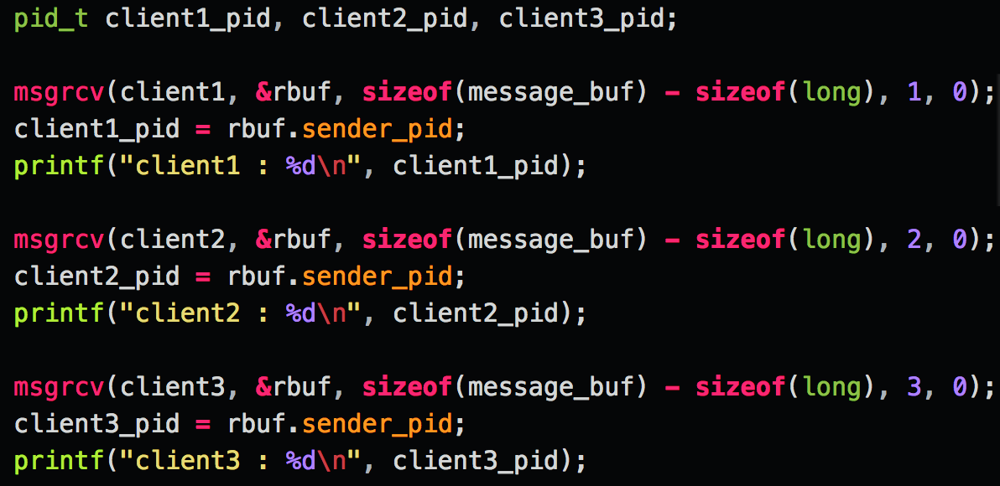 pid_t client1_pid, client2_pid, client3_pid;
msgrcv(client1, &rbuf, sizeof(message_buf) - sizeof(long), 1, 0);
client1_pid = rbuf.sender_pid;
printf("client1 : %d\n", client1_pid);
msgrcv(client2, &rbuf, sizeof(message_buf) - sizeof(long), 2, 0);
client2_pid = rbuf.sender_pid;
printf("client2 : %d\n", client2_pid);
msgrcv(client3, &rbuf, sizeof(message_buf) - sizeof(long), 3, 0);
client3_pid = rbuf.sender_pid;
printf("client3 : %d\n", client3_pid);